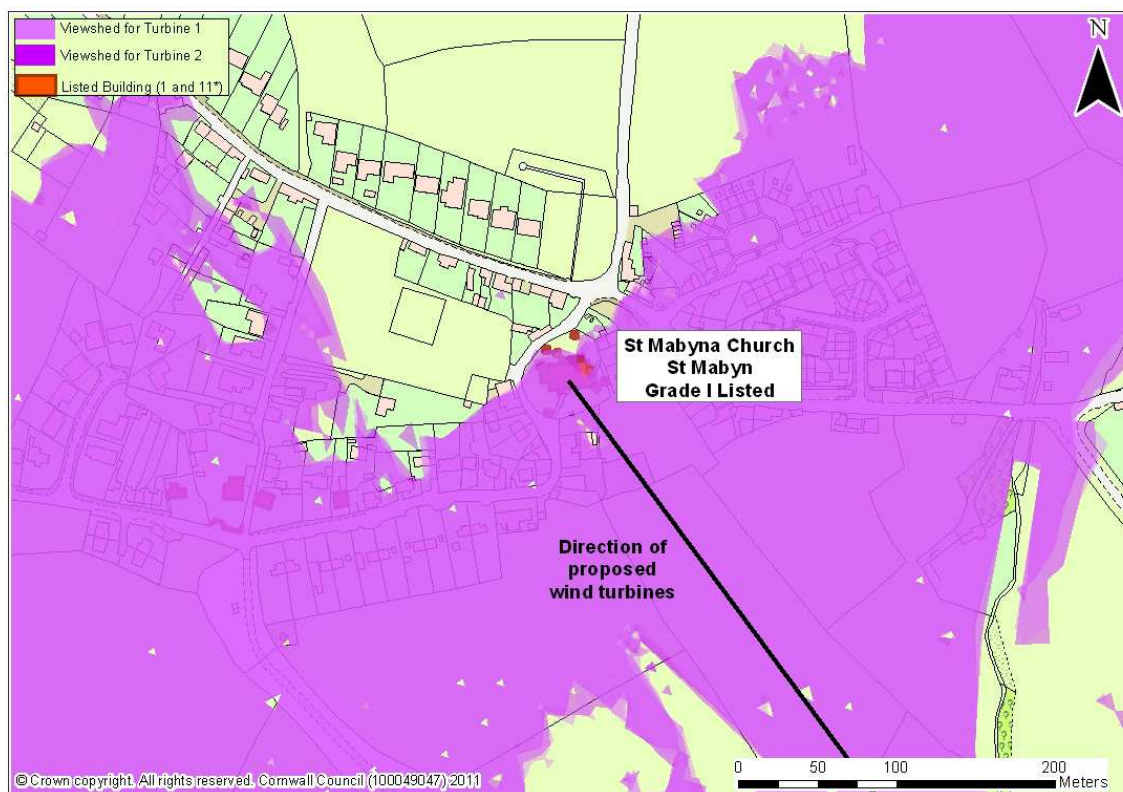 Viewshed for Turbine 1
Viewshed for Turbine 2
Listed Building (1 and 11*)
N
St Mabyna Church
St Mabyn
Grade I Listed
Direction of
proposed
wind turbines
0 50 100 200
Meters
© Crown copyright. All rights reserved. Cornwall Council (100049047) 2011